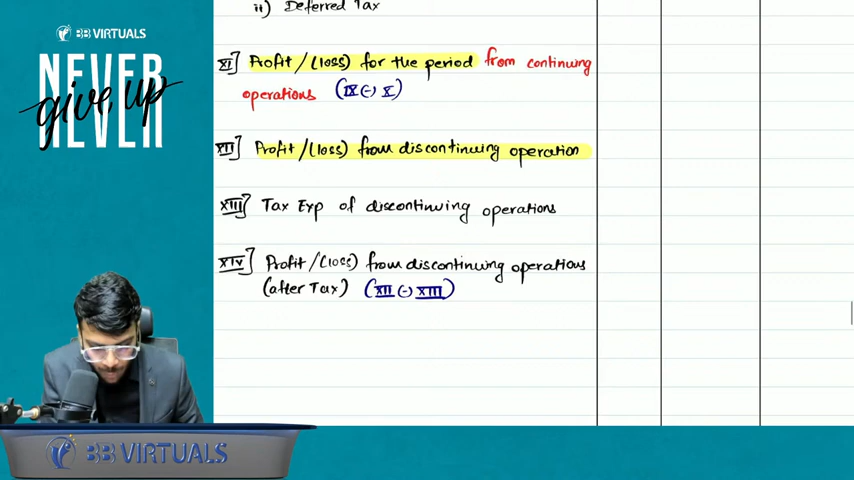 ii) Deferred Tax
BB VIRTUALS
NEVER
give up
NEVER
XI] Profit/(loss) for the period from continuing
operations (IX (-) X)
XII] Profit/(loss) from discontinuing operation
XIII] Tax Exp of discontinuing operations
XIV] Profit/(loss) from discontinuing operations
(after Tax) (XII (-) XIII)
BB VIRTUALS